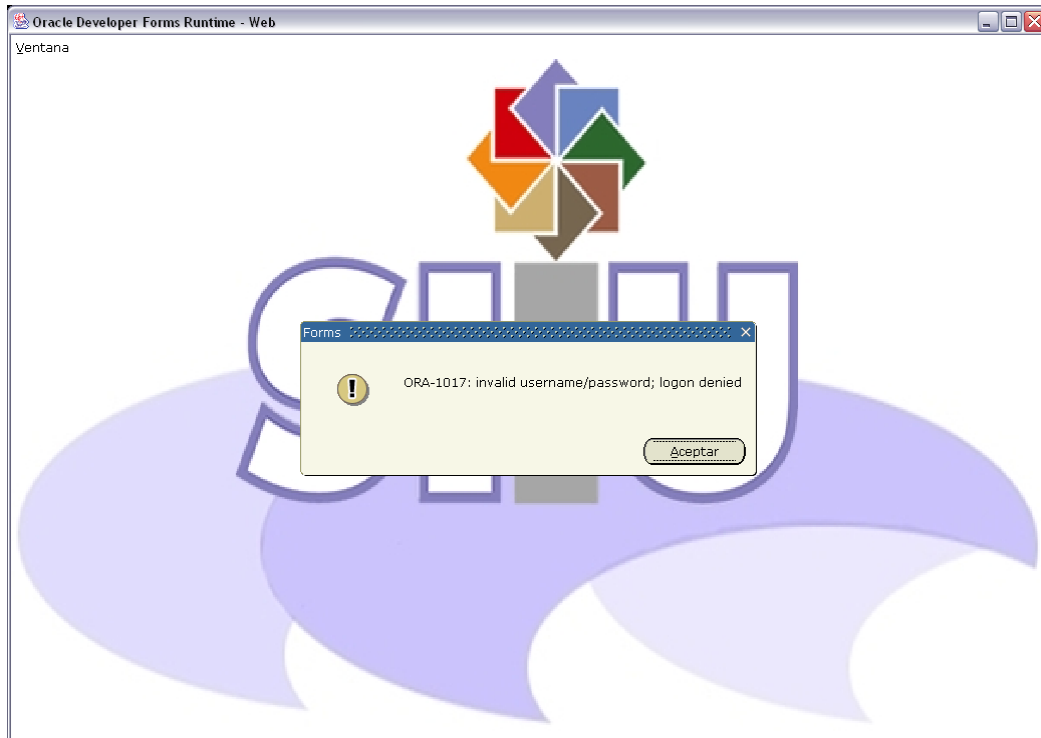 Oracle Developer Forms Runtime - Web
Ventana
Forms
ORA-1017: invalid username/password; logon denied
Aceptar